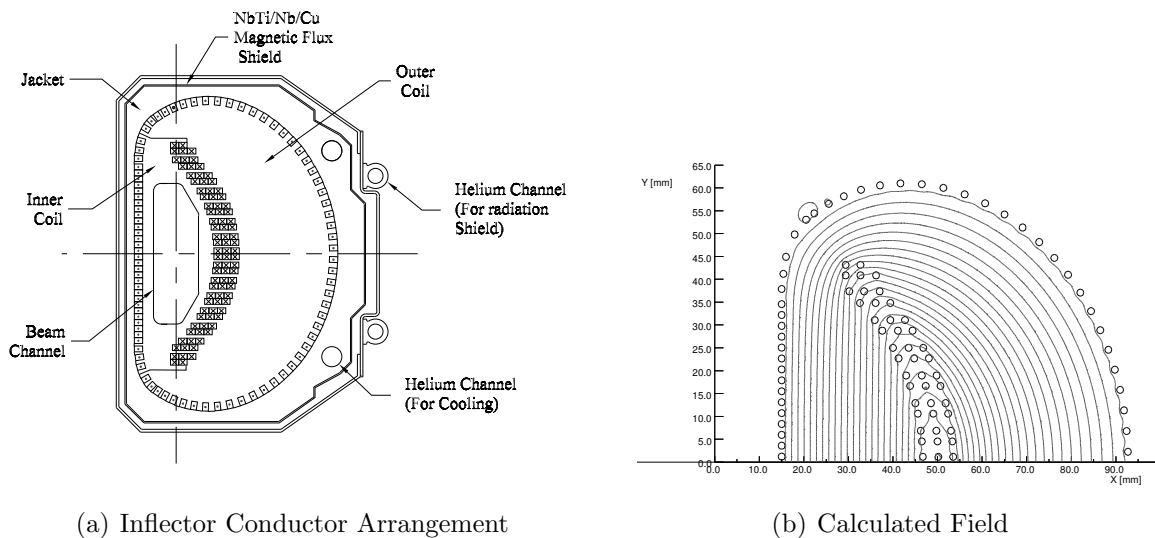 NbTi/Nb/Cu
Magnetic Flux
Shield
Jacket
Outer
Coil
Inner
Coil
Helium Channel
(For radiation
Shield)
Beam
Channel
Helium Channel
(For Cooling)
Y [mm]
65.0
60.0
55.0
50.0
45.0
40.0
35.0
30.0
25.0
20.0
15.0
10.0
5.0
0.0
0.0 10.0 20.0 30.0 40.0 50.0 60.0 70.0 80.0 90.0
X [mm]
(a) Inflector Conductor Arrangement
(b) Calculated Field